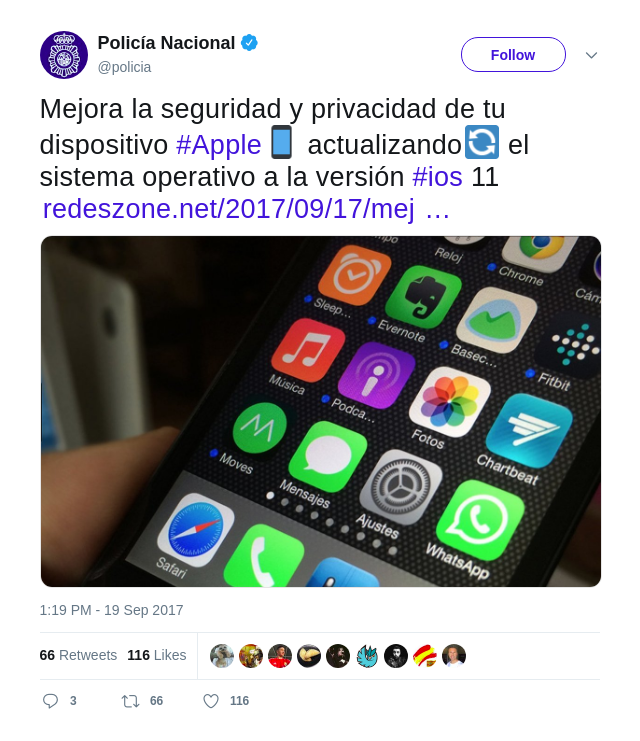 Policía Nacional
@policia
Follow
Mejora la seguridad y privacidad de tu
dispositivo #Apple actualizando el
sistema operativo a la versión #ios 11
redeszone.net/2017/09/17/mej …
Reloj
Chrome
Sleep...
Evernote
Basec...
Fitbit
Música
Podca...
Fotos
Chartbeat
Moves
Mensajes
Ajustes
WhatsApp
Safari
1:19 PM - 19 Sep 2017
66 Retweets 116 Likes
3 66 116